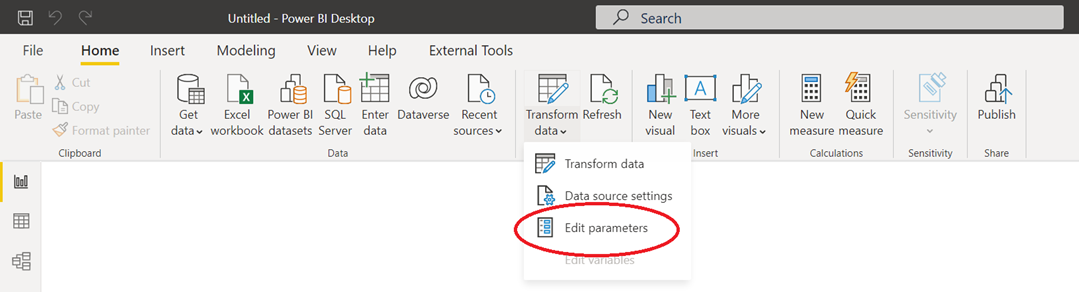 Untitled - Power BI Desktop
Search
File Home Insert Modeling View Help External Tools
Paste
Cut
Copy
Format painter
Clipboard
Get
data
Excel
workbook
Power BI
datasets
SQL
Server
Enter
data
Dataverse
Recent
sources
Data
Transform
data
Refresh
New
visual
Text
box
More
visuals
Insert
New
measure
Quick
measure
Calculations
Sensitivity
Sensitivity
Publish
Share
Transform data
Data source settings
Edit parameters
Edit variables